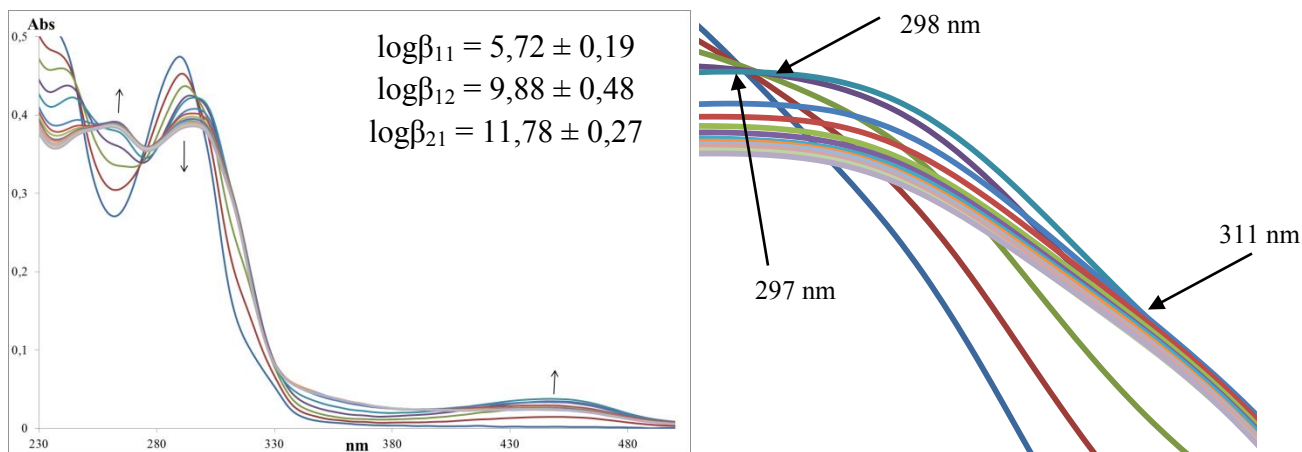 Abs
0,5
0,4
0,3
0,2
0,1
0
230
280
330
380
430
480
nm
logβ₁₁ = 5,72 ± 0,19
logβ₁₂ = 9,88 ± 0,48
logβ₂₁ = 11,78 ± 0,27
298 nm
297 nm
311 nm